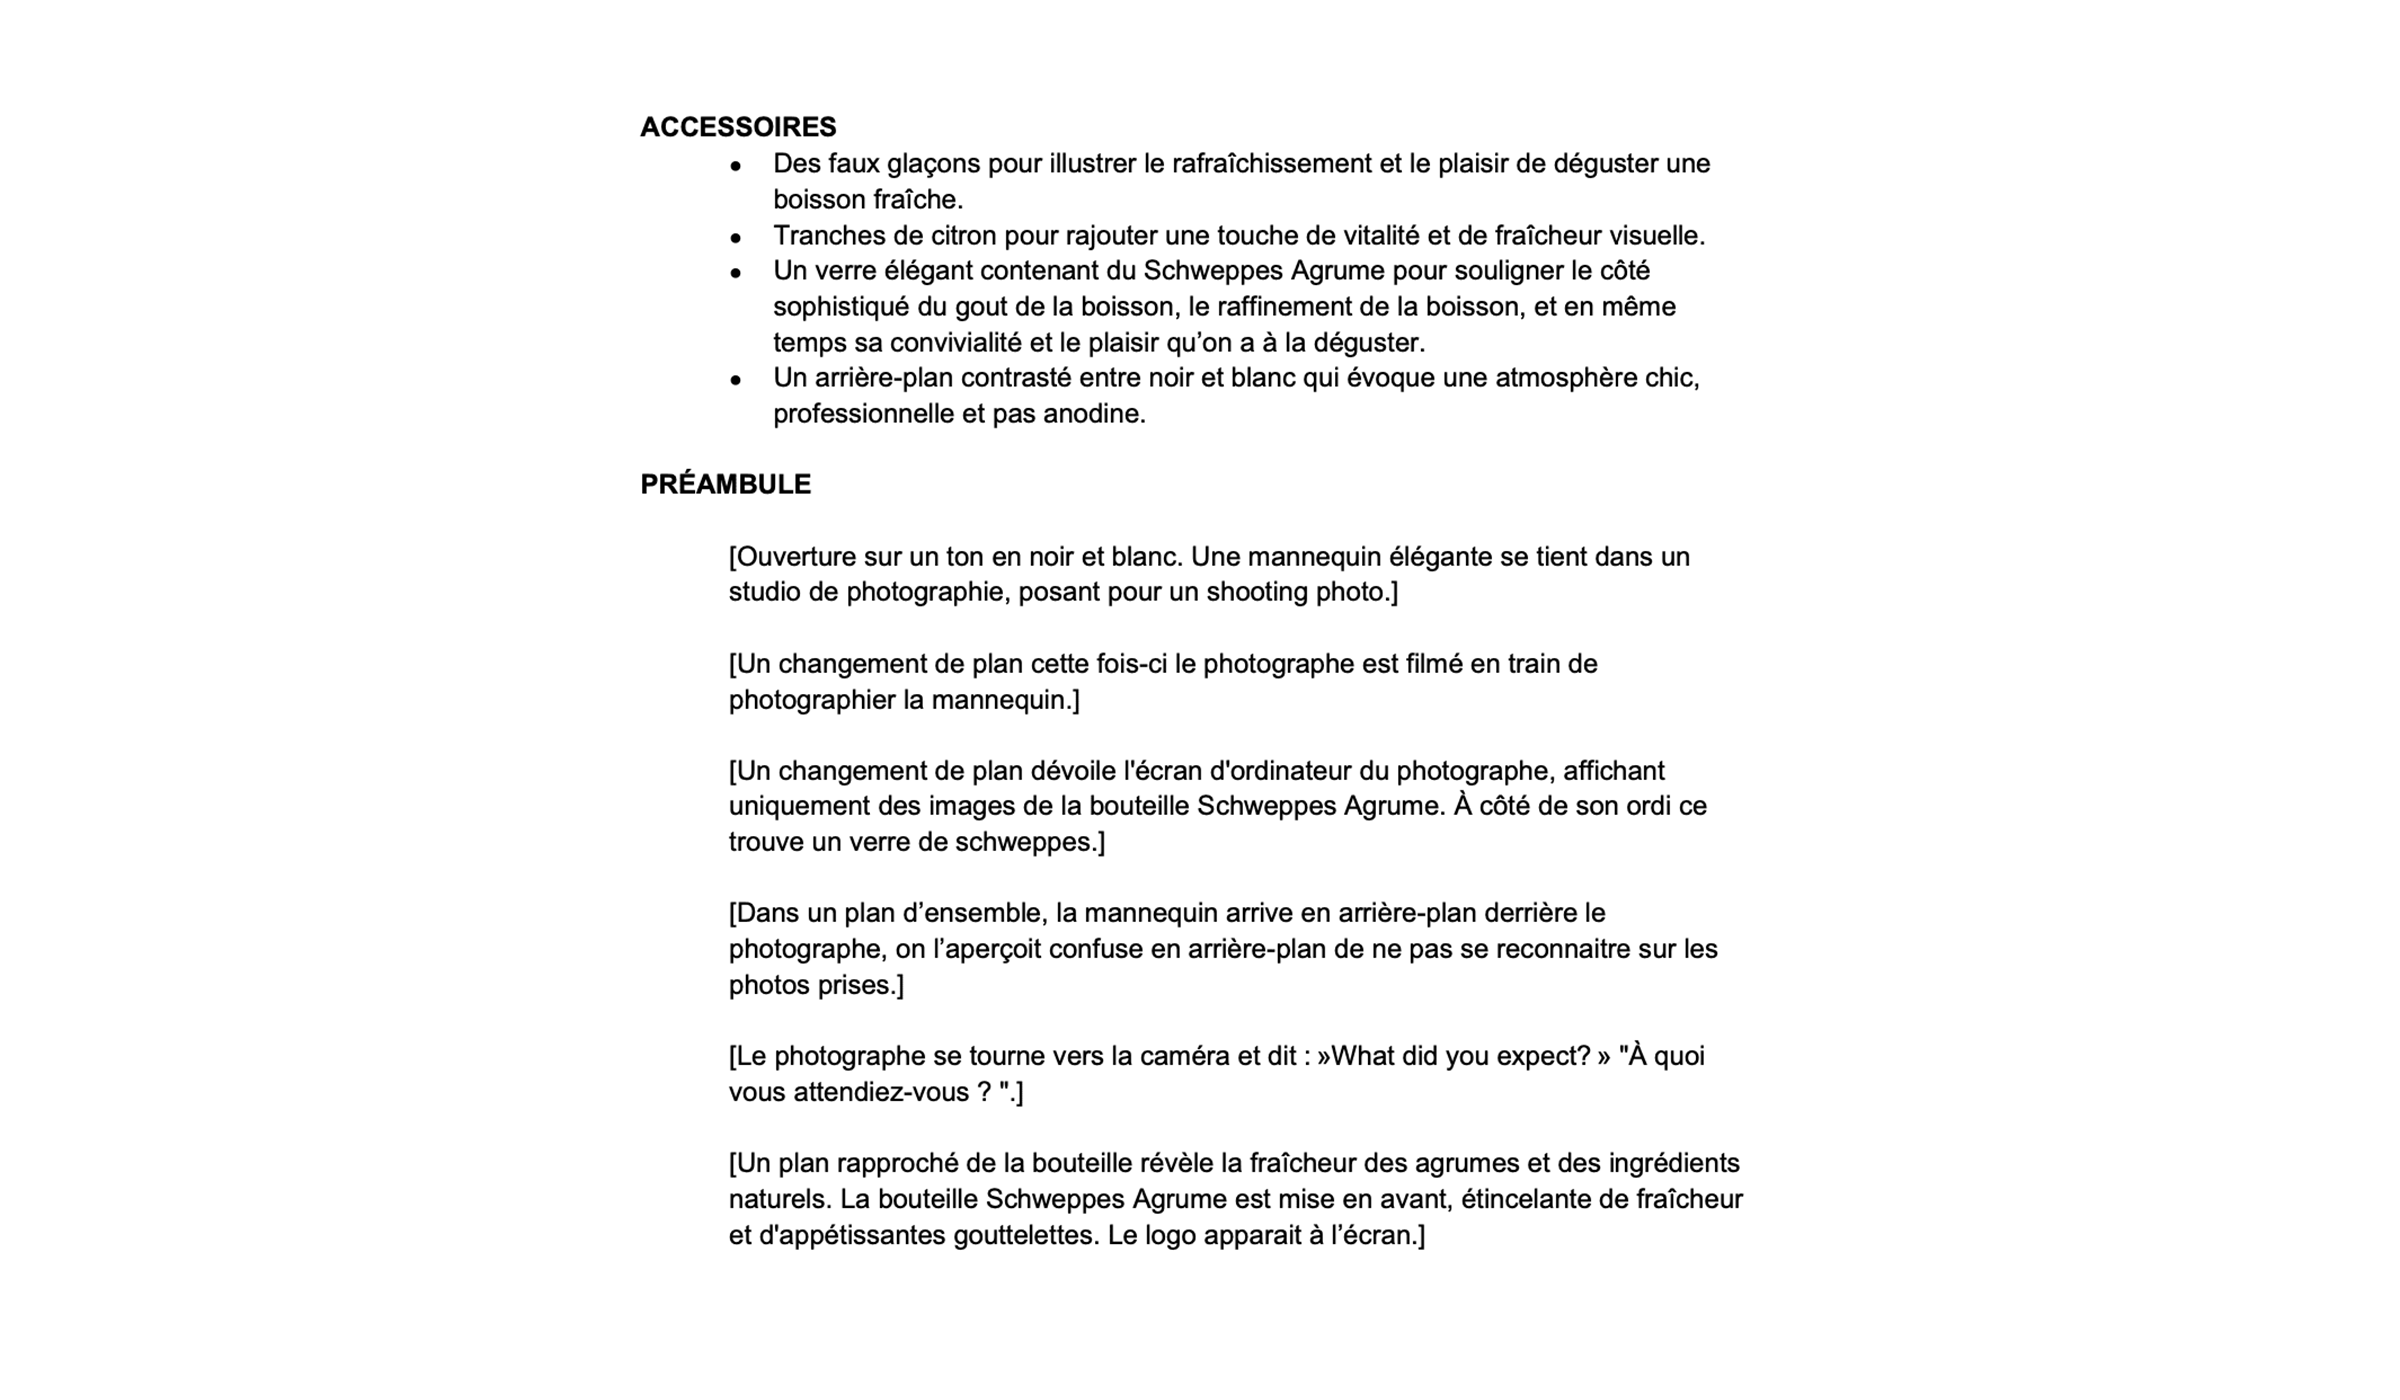 ACCESSOIRES
• Des faux glaçons pour illustrer le rafraîchissement et le plaisir de déguster une
boisson fraîche.
• Tranches de citron pour rajouter une touche de vitalité et de fraîcheur visuelle.
• Un verre élégant contenant du Schweppes Agrume pour souligner le côté
sophistiqué du gout de la boisson, le raffinement de la boisson, et en même
temps sa convivialité et le plaisir qu’on a à la déguster.
• Un arrière-plan contrasté entre noir et blanc qui évoque une atmosphère chic,
professionnelle et pas anodine.
PRÉAMBULE
[Ouverture sur un ton en noir et blanc. Une mannequin élégante se tient dans un
studio de photographie, posant pour un shooting photo.]
[Un changement de plan cette fois-ci le photographe est filmé en train de
photographier la mannequin.]
[Un changement de plan dévoile l'écran d'ordinateur du photographe, affichant
uniquement des images de la bouteille Schweppes Agrume. À côté de son ordi ce
trouve un verre de schweppes.]
[Dans un plan d’ensemble, la mannequin arrive en arrière-plan derrière le
photographe, on l’aperçoit confuse en arrière-plan de ne pas se reconnaitre sur les
photos prises.]
[Le photographe se tourne vers la caméra et dit : »What did you expect? » "À quoi
vous attendiez-vous ? ".]
[Un plan rapproché de la bouteille révèle la fraîcheur des agrumes et des ingrédients
naturels. La bouteille Schweppes Agrume est mise en avant, étincelante de fraîcheur
et d'appétissantes gouttelettes. Le logo apparait à l’écran.]